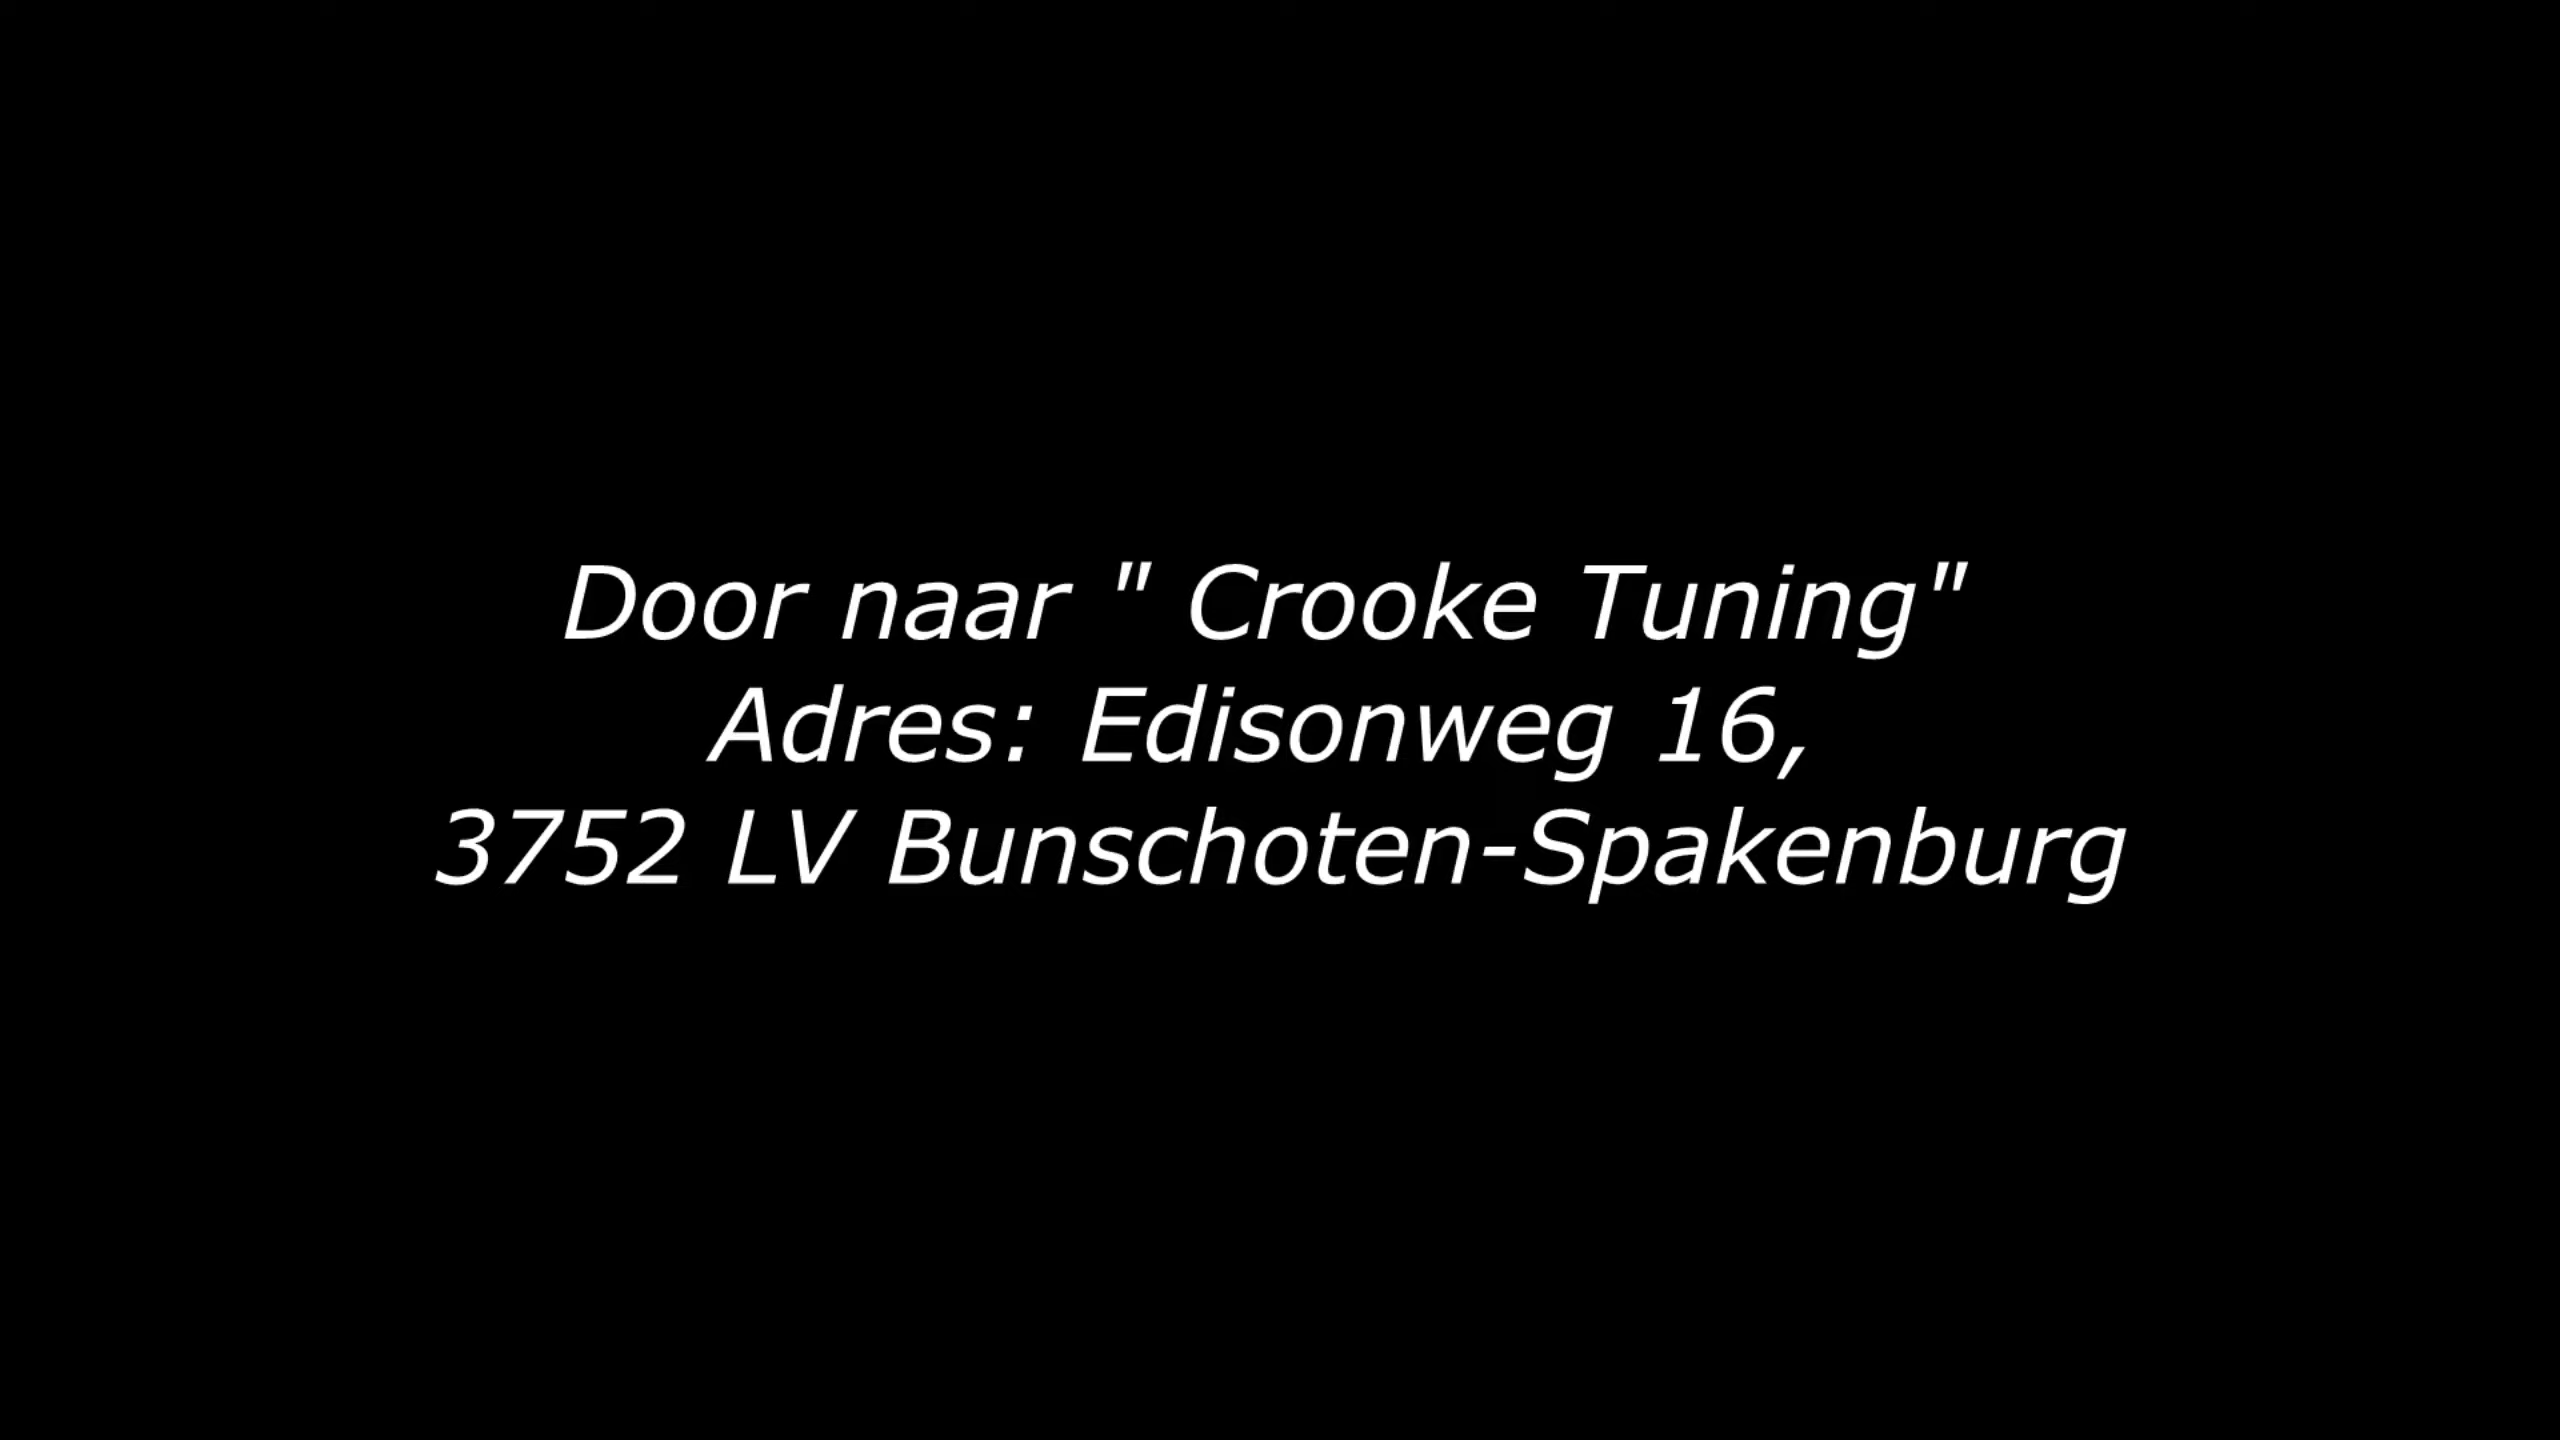 Door naar " Crooke Tuning"
Adres: Edisonweg 16,
3752 LV Bunschoten-Spakenburg